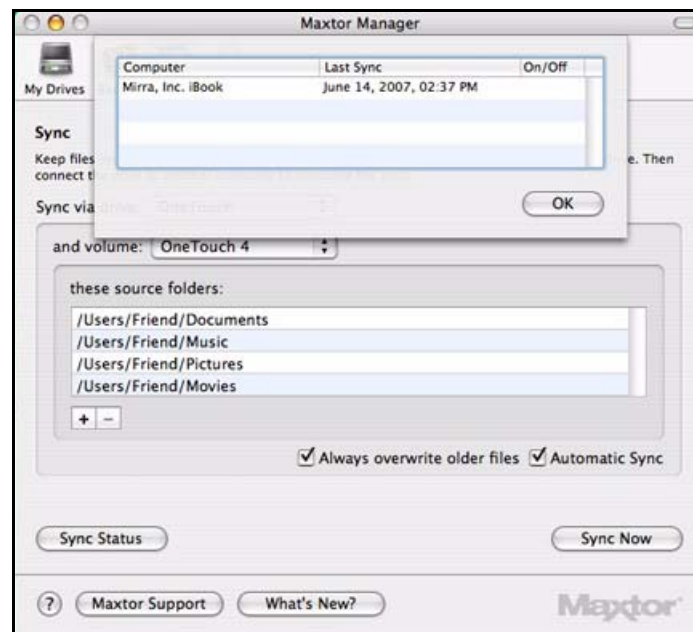 Maxtor Manager
My Drives
Computer Last Sync On/Off
Mirra, Inc. iBook June 14, 2007, 02:37 PM
OK
Sync
Keep files e. Then
connect t
Sync via drive: OneTouch
and volume: OneTouch 4
these source folders:
/Users/Friend/Documents
/Users/Friend/Music
/Users/Friend/Pictures
/Users/Friend/Movies
+ −
Always overwrite older files Automatic Sync
Sync Status Sync Now
? Maxtor Support What's New?
Maxtor